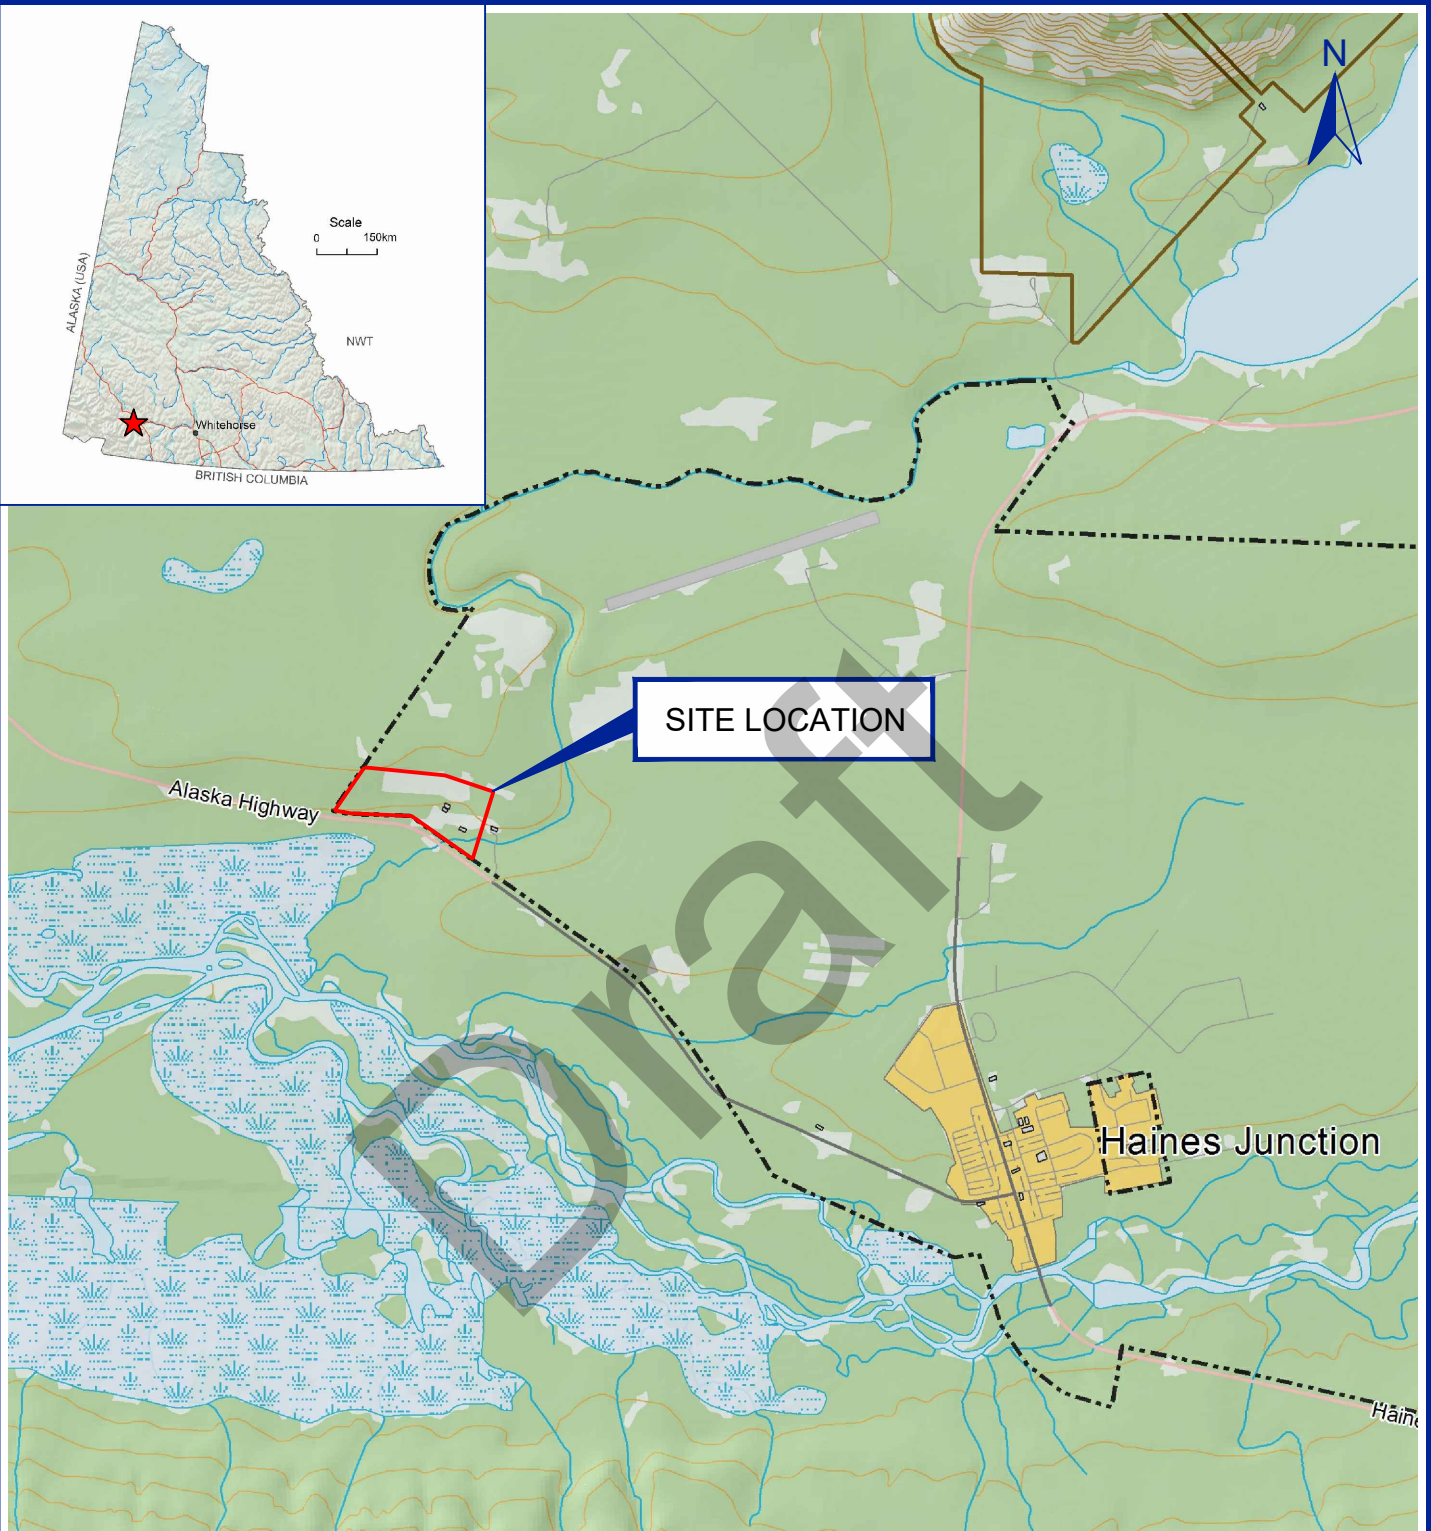 N
Scale
0 150km
ALASKA (USA)
NWT
Whitehorse
BRITISH COLUMBIA
SITE LOCATION
Alaska Highway
Draft
Haines Junction
Haine